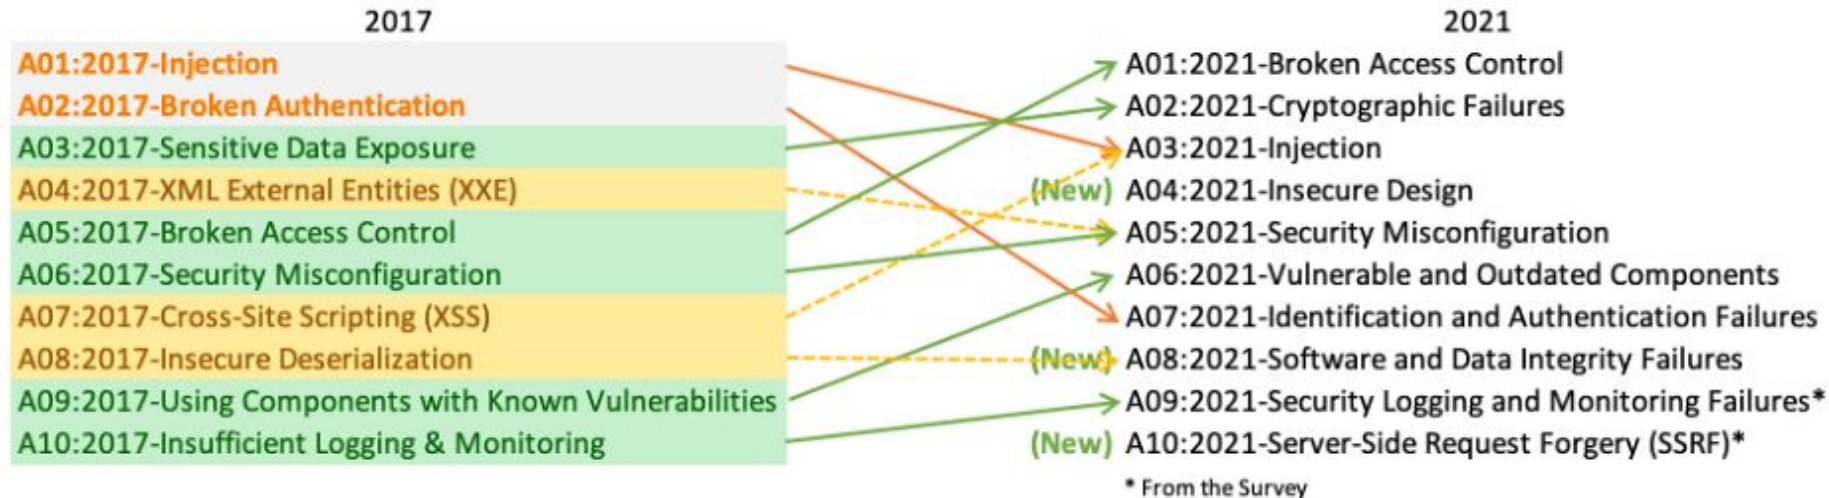 2017
A01:2017-Injection
A02:2017-Broken Authentication
A03:2017-Sensitive Data Exposure
A04:2017-XML External Entities (XXE)
A05:2017-Broken Access Control
A06:2017-Security Misconfiguration
A07:2017-Cross-Site Scripting (XSS)
A08:2017-Insecure Deserialization
A09:2017-Using Components with Known Vulnerabilities
A10:2017-Insufficient Logging & Monitoring
2021
A01:2021-Broken Access Control
A02:2021-Cryptographic Failures
A03:2021-Injection
(New) A04:2021-Insecure Design
A05:2021-Security Misconfiguration
A06:2021-Vulnerable and Outdated Components
A07:2021-Identification and Authentication Failures
(New) A08:2021-Software and Data Integrity Failures
A09:2021-Security Logging and Monitoring Failures*
(New) A10:2021-Server-Side Request Forgery (SSRF)*
* From the Survey